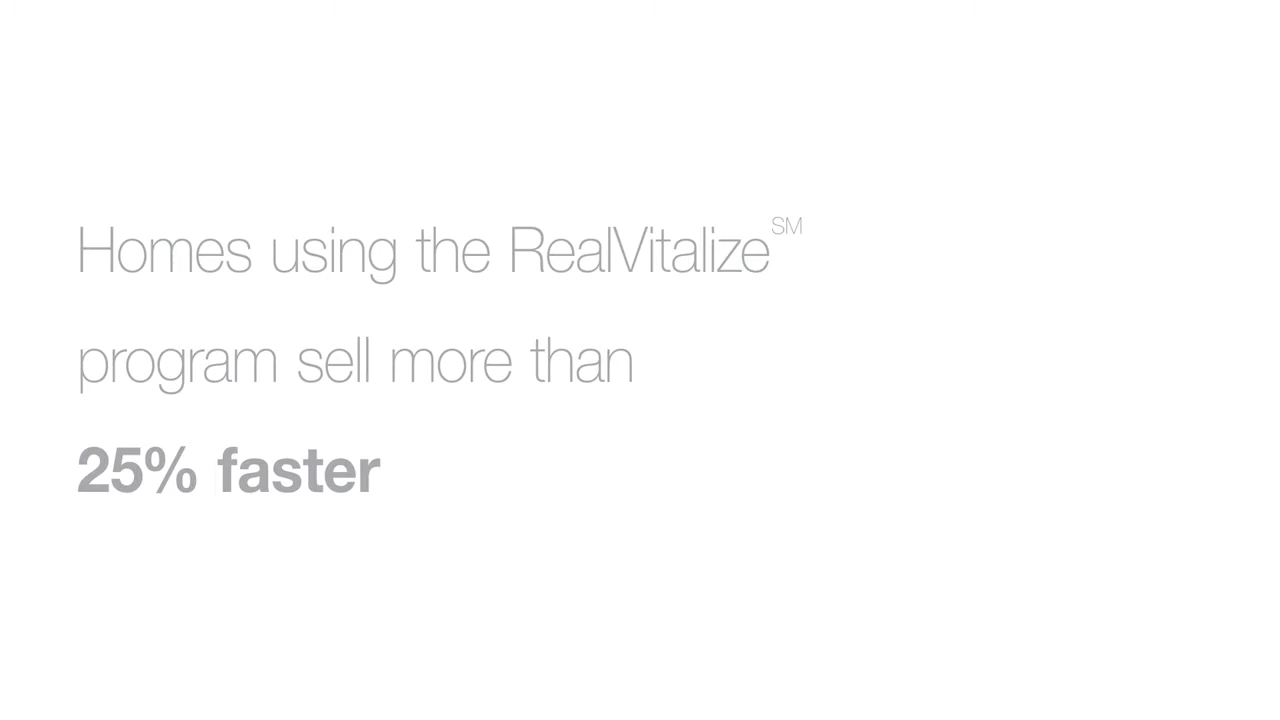 Homes using the RealVitalize℠
program sell more than
25% faster